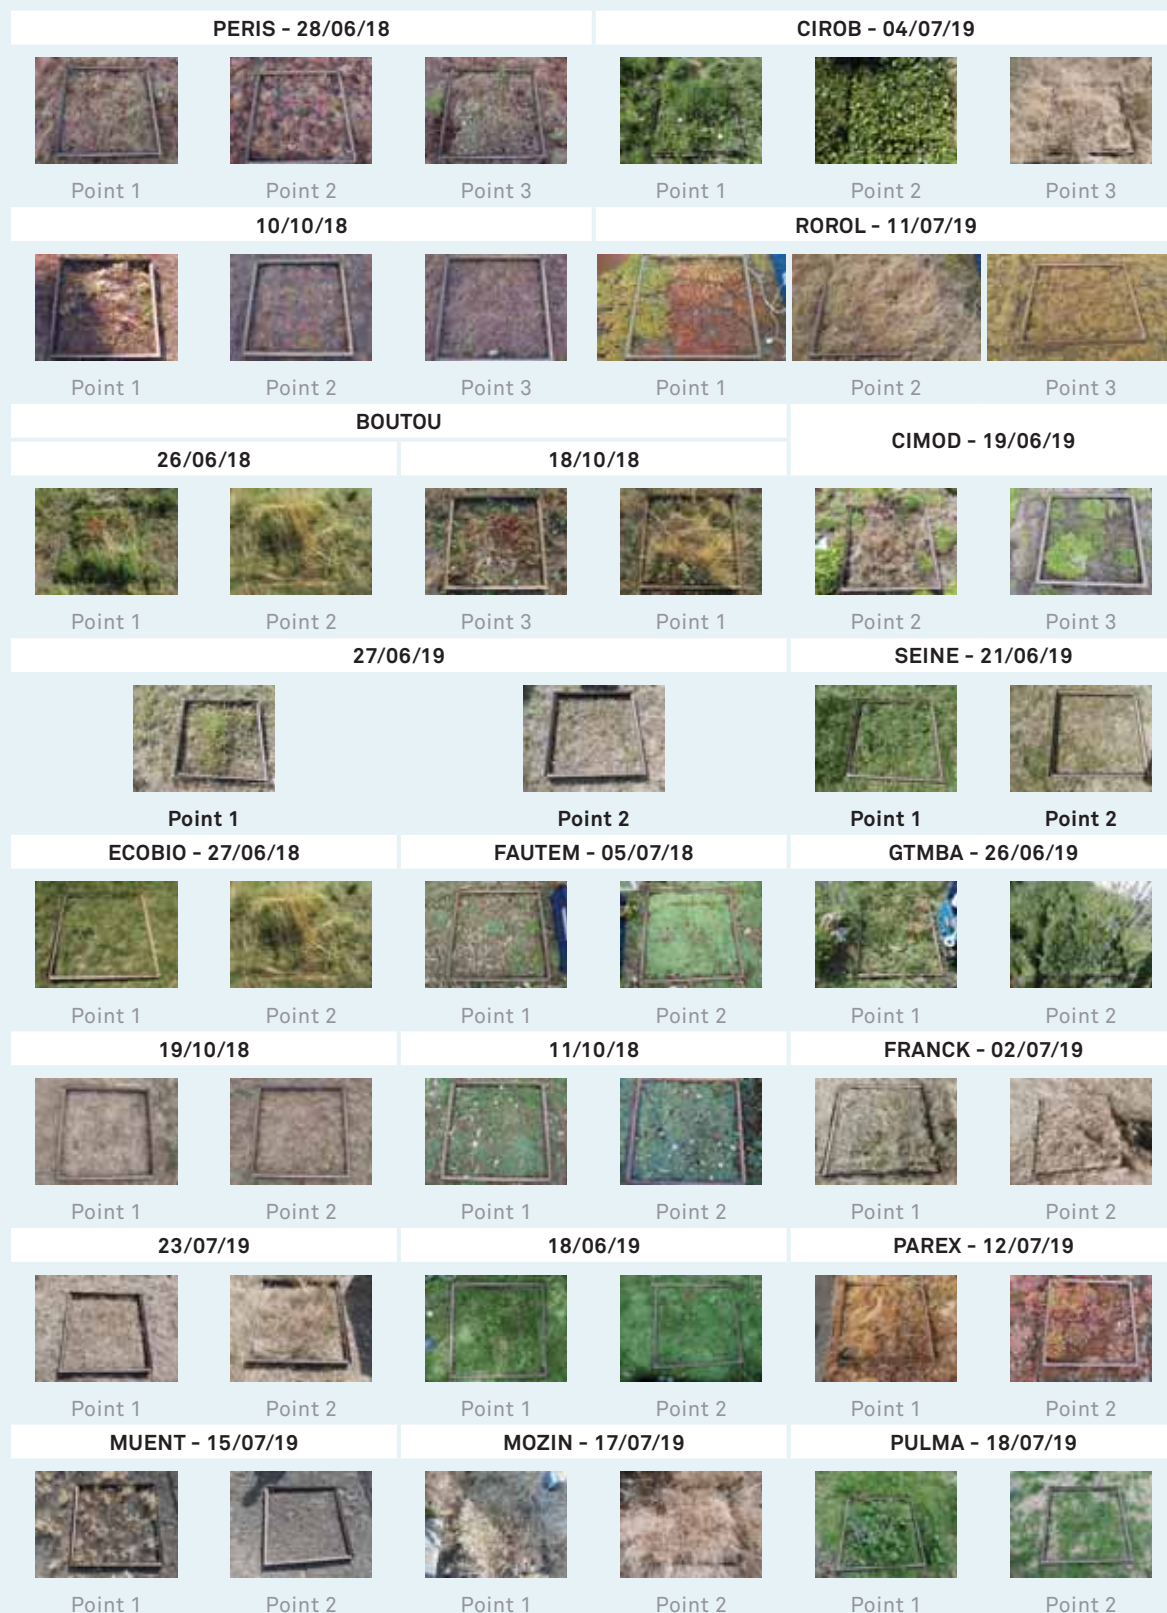 PERIS - 28/06/18 CIROB - 04/07/19
Point 1 Point 2 Point 3 Point 1 Point 2 Point 3
10/10/18 ROROL - 11/07/19
Point 1 Point 2 Point 3 Point 1 Point 2 Point 3
BOUTOU
CIMOD - 19/06/19
26/06/18 18/10/18
Point 1 Point 2 Point 3 Point 1 Point 2 Point 3
27/06/19 SEINE - 21/06/19
Point 1 Point 2 Point 1 Point 2
ECOBIO - 27/06/18 FAUTEM - 05/07/18 GTMBA - 26/06/19
Point 1 Point 2 Point 1 Point 2 Point 1 Point 2
19/10/18 11/10/18 FRANCK - 02/07/19
Point 1 Point 2 Point 1 Point 2 Point 1 Point 2
23/07/19 18/06/19 PAREX - 12/07/19
Point 1 Point 2 Point 1 Point 2 Point 1 Point 2
MUENT - 15/07/19 MOZIN - 17/07/19 PULMA - 18/07/19
Point 1 Point 2 Point 1 Point 2 Point 1 Point 2